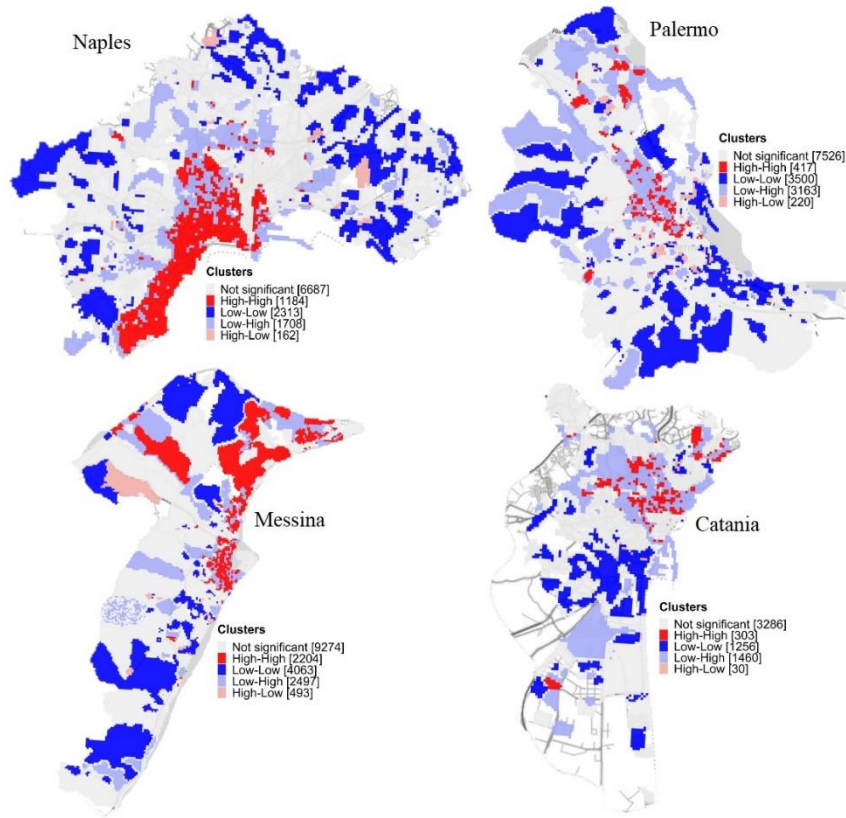 Naples
Clusters
Not significant [6687]
High-High [1184]
Low-Low [2313]
Low-High [1708]
High-Low [162]
Palermo
Clusters
Not significant [7526]
High-High [417]
Low-Low [3500]
Low-High [3163]
High-Low [220]
Messina
Clusters
Not significant [9274]
High-High [2204]
Low-Low [4063]
Low-High [2497]
High-Low [493]
Catania
Clusters
Not significant [3286]
High-High [303]
Low-Low [1256]
Low-High [1460]
High-Low [30]